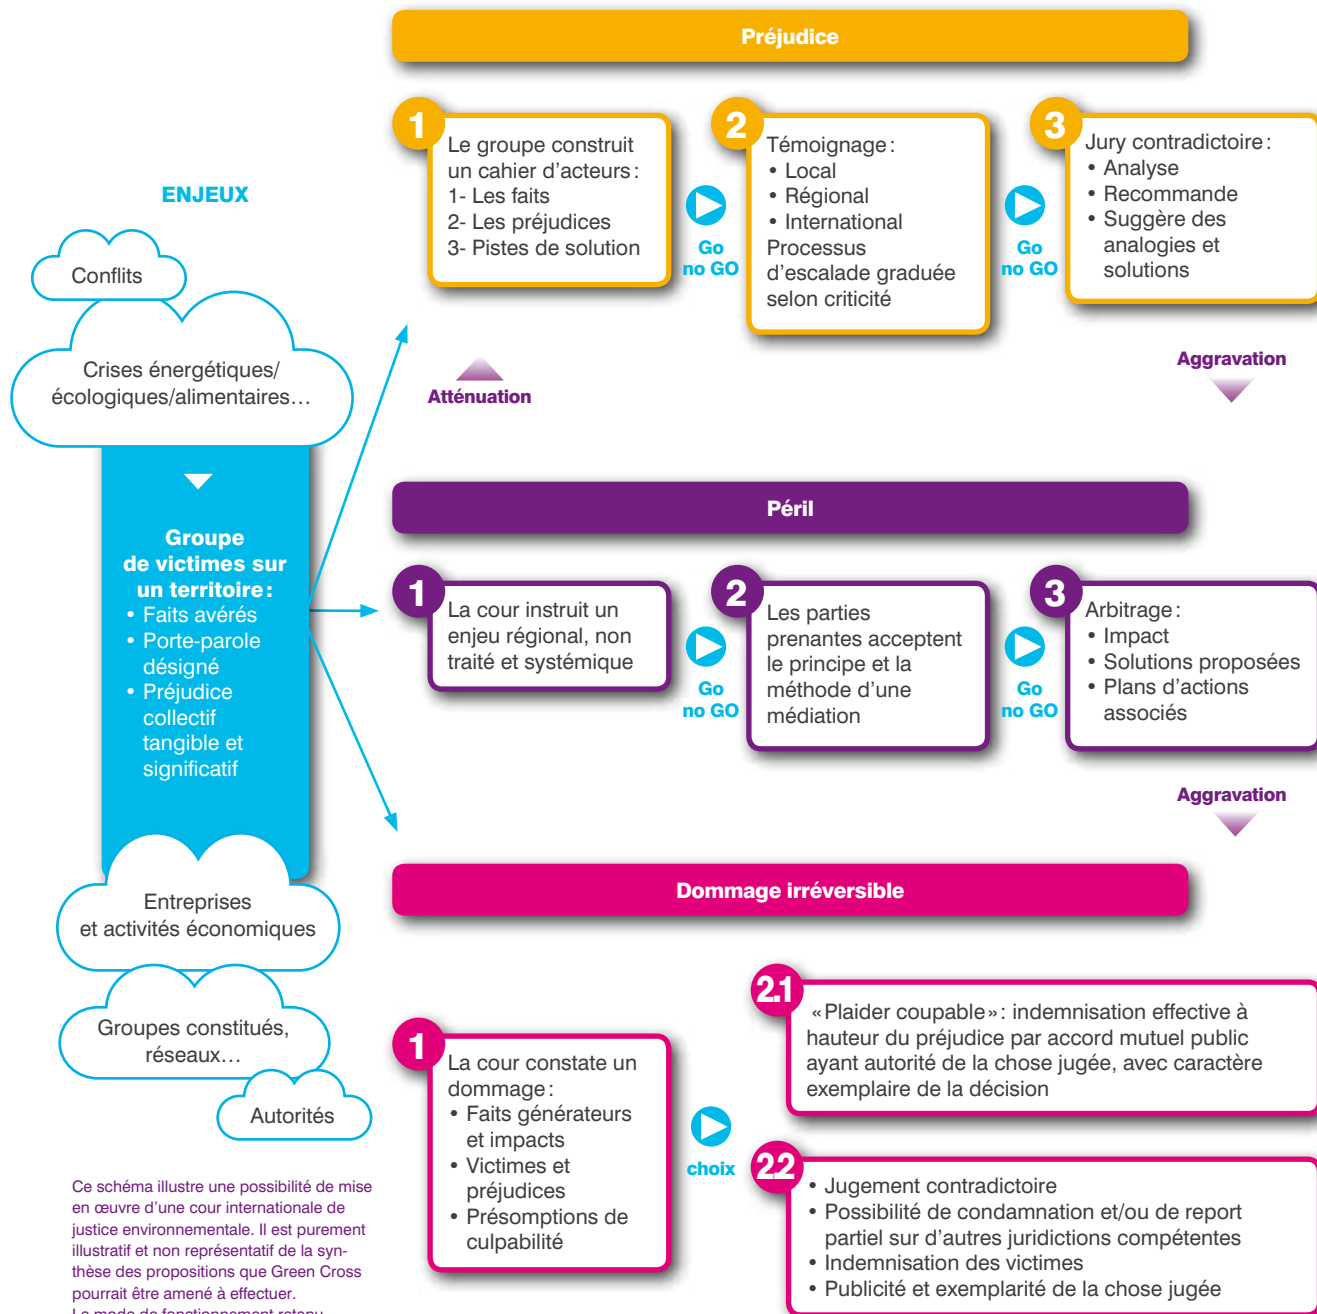 ENJEUX
Conflits
Crises énergétiques/
écologiques/alimentaires…
Groupe
de victimes sur
un territoire :
• Faits avérés
• Porte-parole
désigné
• Préjudice
collectif
tangible et
significatif
Entreprises
et activités économiques
Groupes constitués,
réseaux…
Autorités
Préjudice
1
Le groupe construit
un cahier d’acteurs :
1- Les faits
2- Les préjudices
3- Pistes de solution
Go
no GO
2
Témoignage :
• Local
• Régional
• International
Processus
d’escalade graduée
selon criticité
Go
no GO
3
Jury contradictoire :
• Analyse
• Recommande
• Suggère des
analogies et
solutions
Atténuation
Aggravation
Péril
1
La cour instruit un
enjeu régional, non
traité et systémique
Go
no GO
2
Les parties
prenantes acceptent
le principe et la
méthode d’une
médiation
Go
no GO
3
Arbitrage :
• Impact
• Solutions proposées
• Plans d’actions
associés
Aggravation
Dommage irréversible
1
La cour constate un
dommage :
• Faits générateurs
et impacts
• Victimes et
préjudices
• Présomptions de
culpabilité
choix
2.1
« Plaider coupable » : indemnisation effective à
hauteur du préjudice par accord mutuel public
ayant autorité de la chose jugée, avec caractère
exemplaire de la décision
2.2
• Jugement contradictoire
• Possibilité de condamnation et/ou de report
partiel sur d’autres juridictions compétentes
• Indemnisation des victimes
• Publicité et exemplarité de la chose jugée
Ce schéma illustre une possibilité de mise
en œuvre d’une cour internationale de
justice environnementale. Il est purement
illustratif et non représentatif de la syn-
thèse des propositions que Green Cross
pourrait être amené à effectuer.
Le mode de fonctionnement retenu